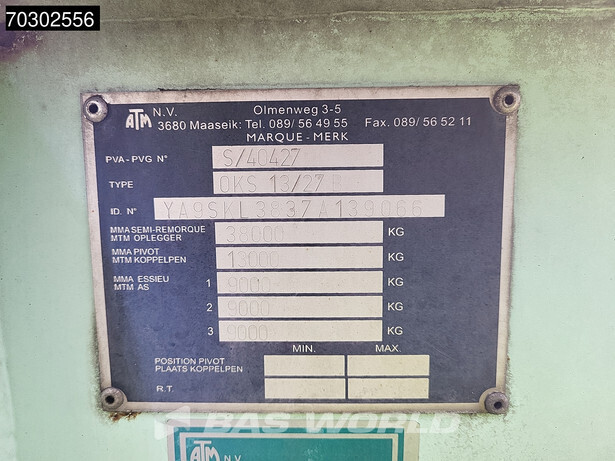 70302556
ATM N.V. Olmenweg 3-5
3680 Maaseik: Tel. 089/ 56 49 55 Fax. 089/ 56 52 11
MARQUE - MERK
PVA - PVG N° S/40427
TYPE OKS 13/27
ID. N° YA9SKL3837A139066
MMA SEMI-REMORQUE
MTM OPLEGGER 38000 KG
MMA PIVOT
MTM KOPPELPEN 13000 KG
MMA ESSIEU
MTM AS 1 9000 KG
2 9000 KG
3 9000 KG
MIN. MAX.
POSITION PIVOT
PLAATS KOPPELPEN
R.T.
BAS WORLD
ATM N.V.